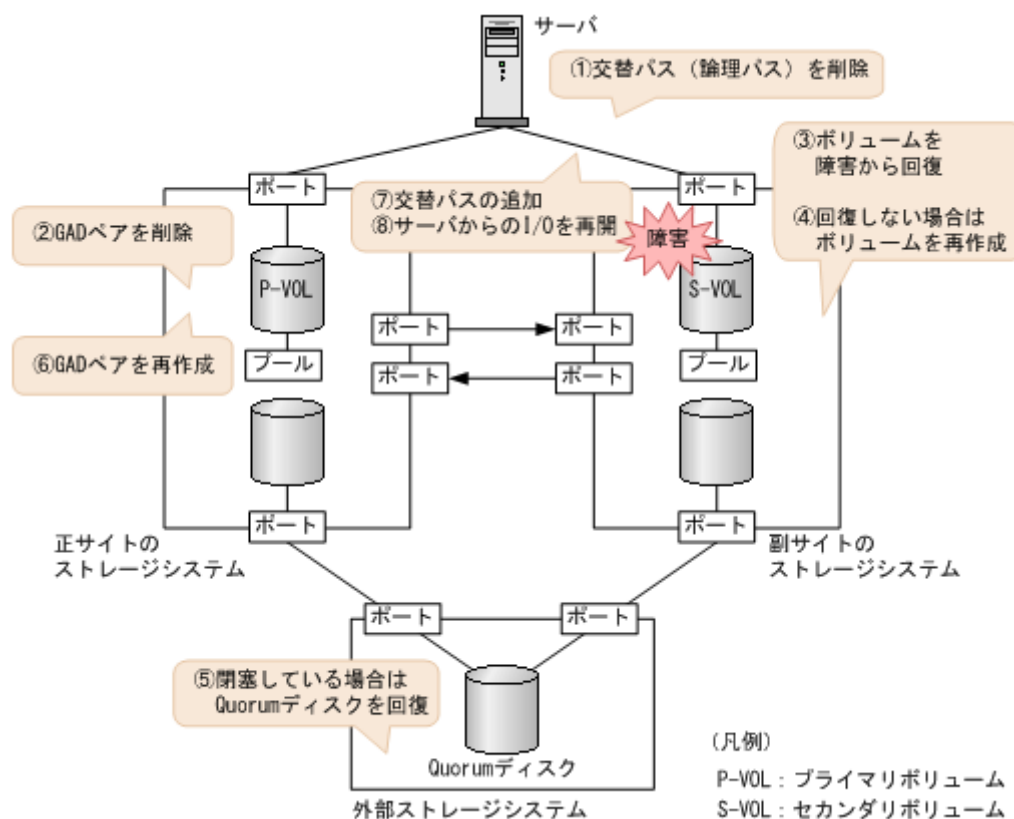 サーバ
①交替パス（論理パス）を削除
③ボリュームを
障害から回復
④回復しない場合は
ボリュームを再作成
ポート
ポート
⑦交替パスの追加
⑧サーバからのI/Oを再開
②GADペアを削除
障害
P-VOL
S-VOL
ポート
ポート
⑥GADペアを再作成
プール
プール
ポート
ポート
ポート
ポート
正サイトの
ストレージシステム
副サイトの
ストレージシステム
ポート
ポート
⑤閉塞している場合は
Quorumディスクを回復
Quorumディスク
外部ストレージシステム
(凡例)
P-VOL：プライマリボリューム
S-VOL：セカンダリボリューム